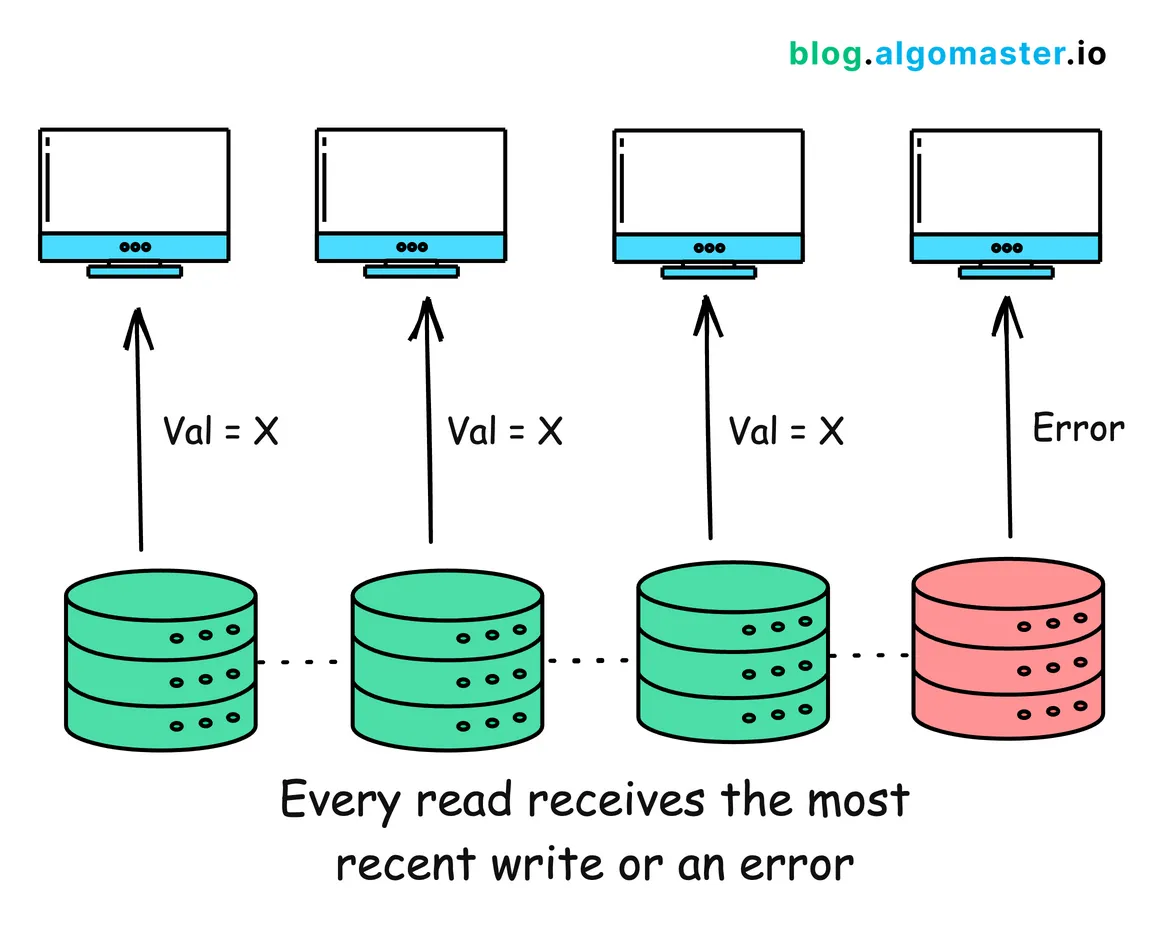 blog.algomaster.io
Val = X
Val = X
Val = X
Error
Every read receives the most
recent write or an error